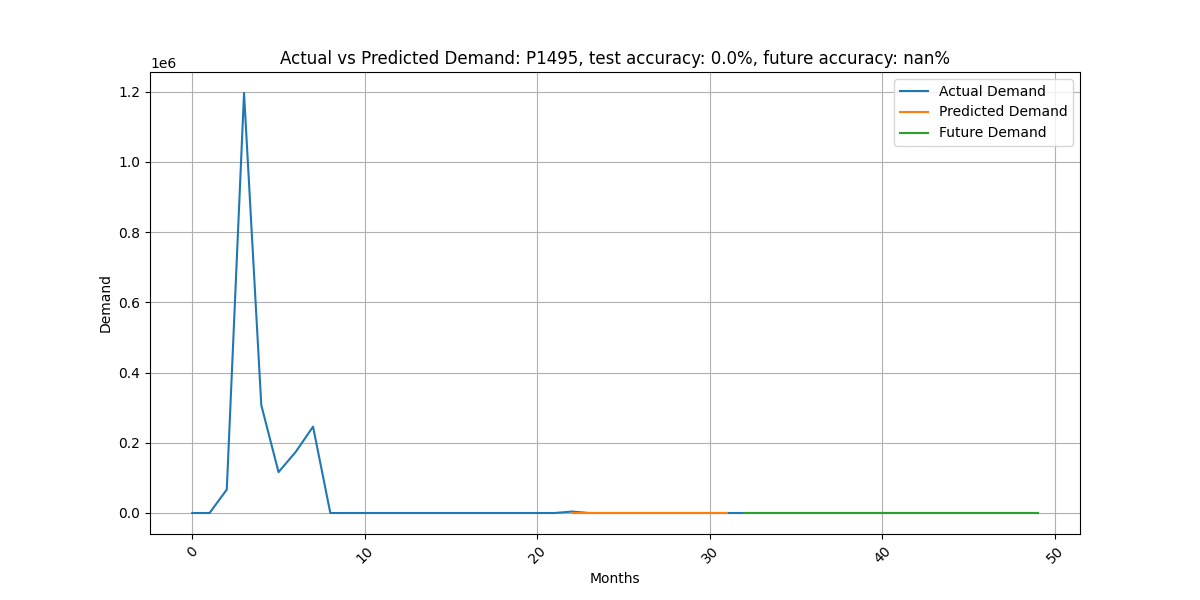 Actual vs Predicted Demand: P1495, test accuracy: 0.0%, future accuracy: nan%
1e6
1.2
1.0
0.8
0.6
0.4
0.2
0.0
Demand
Actual Demand
Predicted Demand
Future Demand
0
10
20
30
40
50
Months